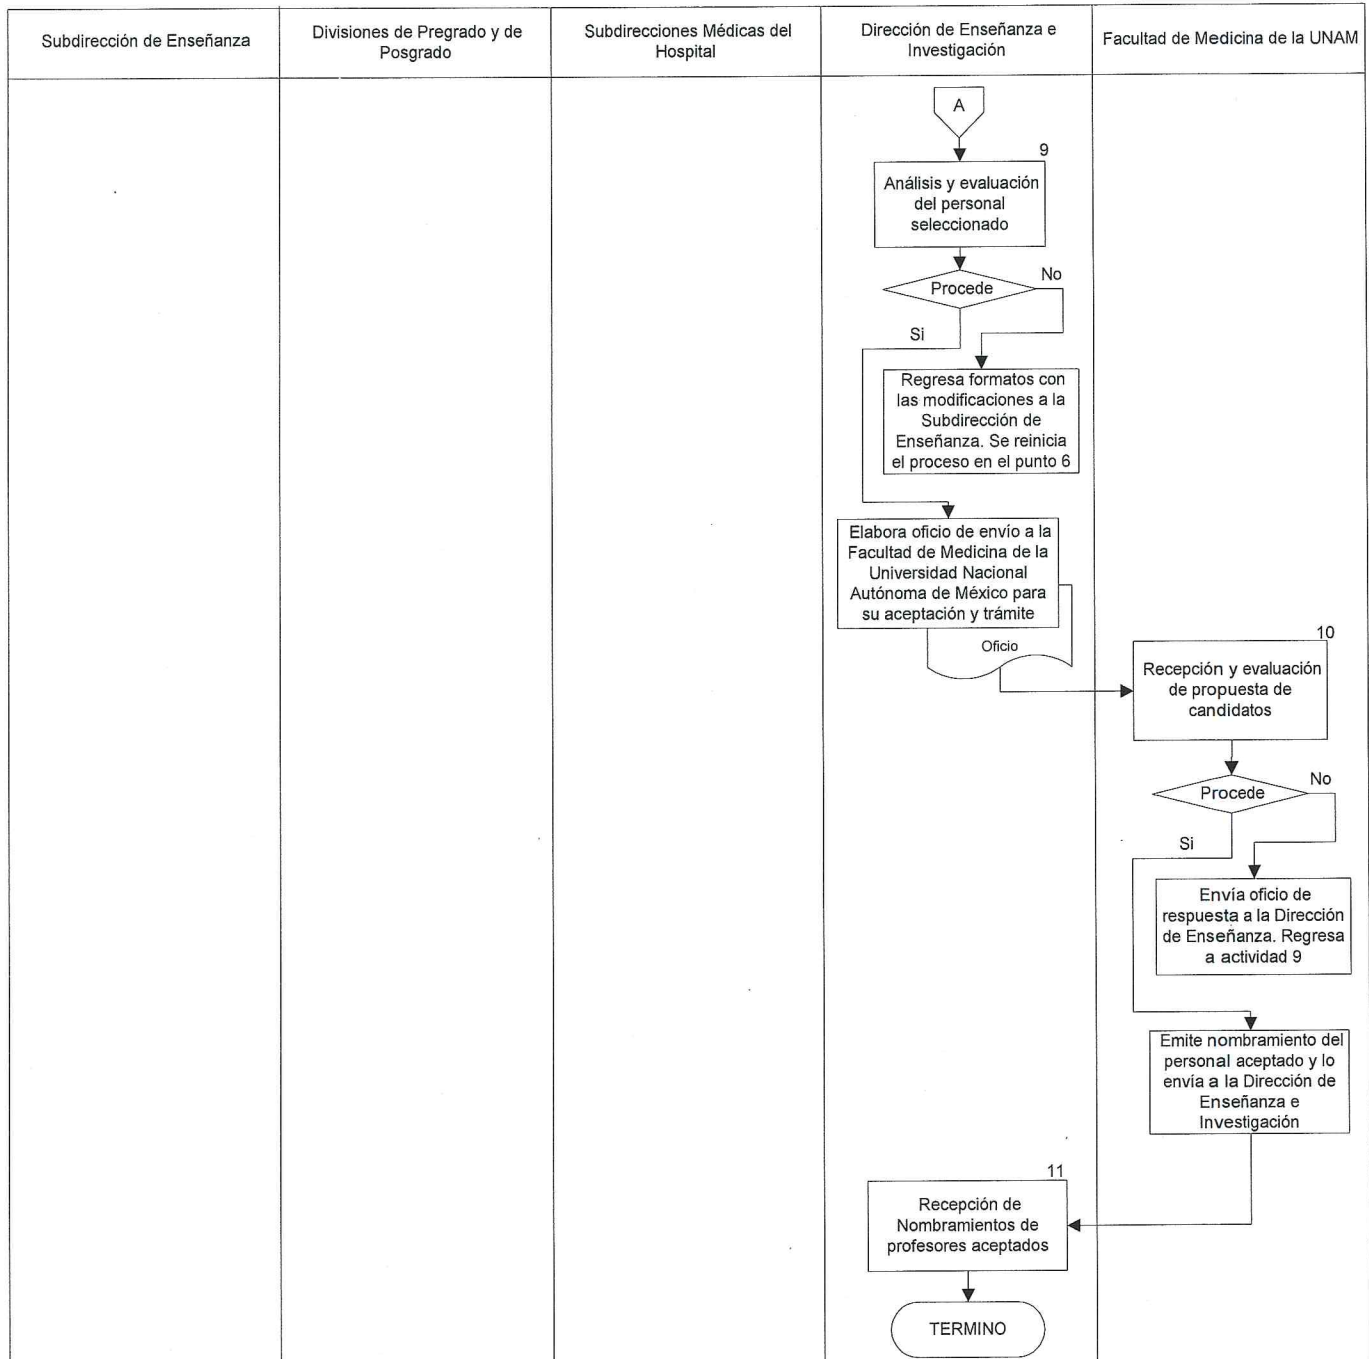 Subdirección de Enseñanza
Divisiones de Pregrado y de
Posgrado
Subdirecciones Médicas del
Hospital
Dirección de Enseñanza e
Investigación
Facultad de Medicina de la UNAM
A
9
Análisis y evaluación
del personal
seleccionado
Procede
No
Si
Regresa formatos con
las modificaciones a la
Subdirección de
Enseñanza. Se reinicia
el proceso en el punto 6
Elabora oficio de envío a la
Facultad de Medicina de la
Universidad Nacional
Autónoma de México para
su aceptación y trámite
Oficio
10
Recepción y evaluación
de propuesta de
candidatos
Procede
No
Si
Envía oficio de
respuesta a la Dirección
de Enseñanza. Regresa
a actividad 9
Emite nombramiento del
personal aceptado y lo
envía a la Dirección de
Enseñanza e
Investigación
11
Recepción de
Nombramientos de
profesores aceptados
TERMINO